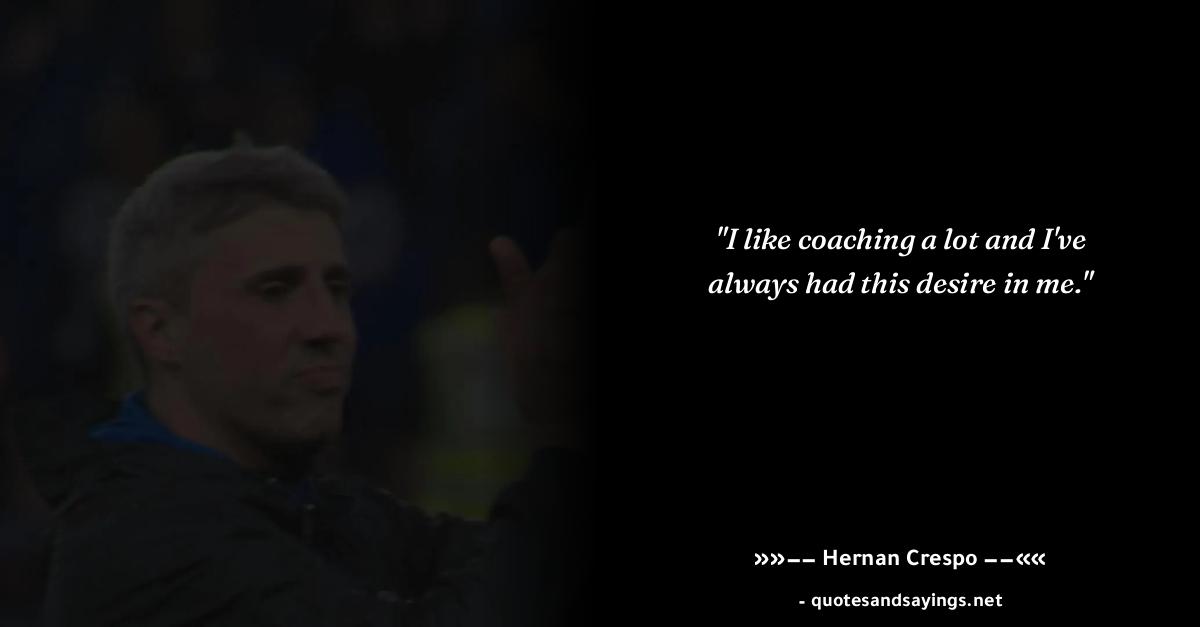 "I like coaching a lot and I've
always had this desire in me."
»»−− Hernan Crespo −−««
- quotesandsayings.net